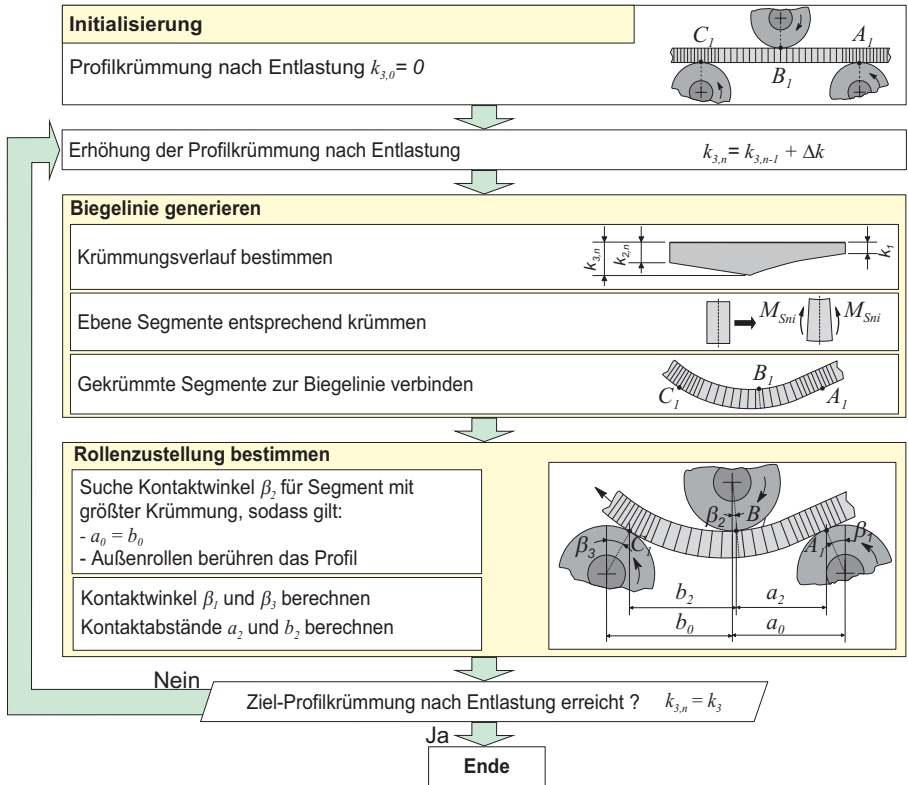 Initialisierung
Profilkrümmung nach Entlastung k3,0= 0
C1
A1
B1
Erhöhung der Profilkrümmung nach Entlastung
k3,n= k3,n-1 + Δk
Biegelinie generieren
Krümmungsverlauf bestimmen
k3,n
k2,n
k1
Ebene Segmente entsprechend krümmen
MSni
MSni
Gekrümmte Segmente zur Biegelinie verbinden
C1
B1
A1
Rollenzustellung bestimmen
Suche Kontaktwinkel β2 für Segment mit
größter Krümmung, sodass gilt:
- a0 = b0
- Außenrollen berühren das Profil
Kontaktwinkel β1 und β3 berechnen
Kontaktabstände a2 und b2 berechnen
β2
B
β3
C1
A1
β1
b2
a2
b0
a0
Nein
Ziel-Profilkrümmung nach Entlastung erreicht ? k3,n = k3
Ja
Ende